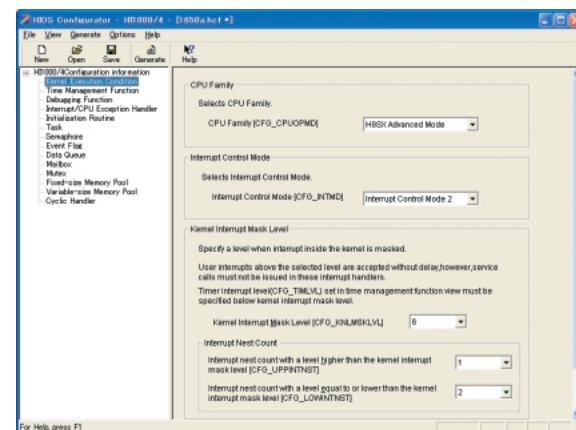 HIOS Configurator - HI1000/4 - [1650a.hcf *]
File View Generate Options Help
New Open Save Generate Help
HI1000/4Configuration information
Kernel Execution Condition
Time Management Function
Debugging Function
Interrupt/CPU Exception Handler
Initialization Routine
Task
Semaphore
Event Flag
Data Queue
Mailbox
Mutex
Fixed-size Memory Pool
Variable-size Memory Pool
Cyclic Handler
CPU Family
Selects CPU Family.
CPU Family [CFG_CPUOPMD] H8SX Advanced Mode
Interrupt Control Mode
Selects Interrupt Control Mode.
Interrupt Control Mode [CFG_INTMD] Interrupt Control Mode 2
Kernel Interrupt Mask Level
Specify a level when interrupt inside the kernel is masked.
User interrupts above the selected level are accepted without delay,however,service
calls must not be issued in these interrupt handlers.
Timer interrupt level(CFG_TIMLVL) set in time management function view must be
specified below kernel interrupt mask level.
Kernel Interrupt Mask Level [CFG_KNLMSKLVL] 6
Interrupt Nest Count
Interrupt nest count with a level higher than the kernel interrupt
mask level [CFG_UPPINTNST] 1
Interrupt nest count with a level equal to or lower than the kernel
interrupt mask level [CFG_LOWINTNST] 2
For Help, press F1